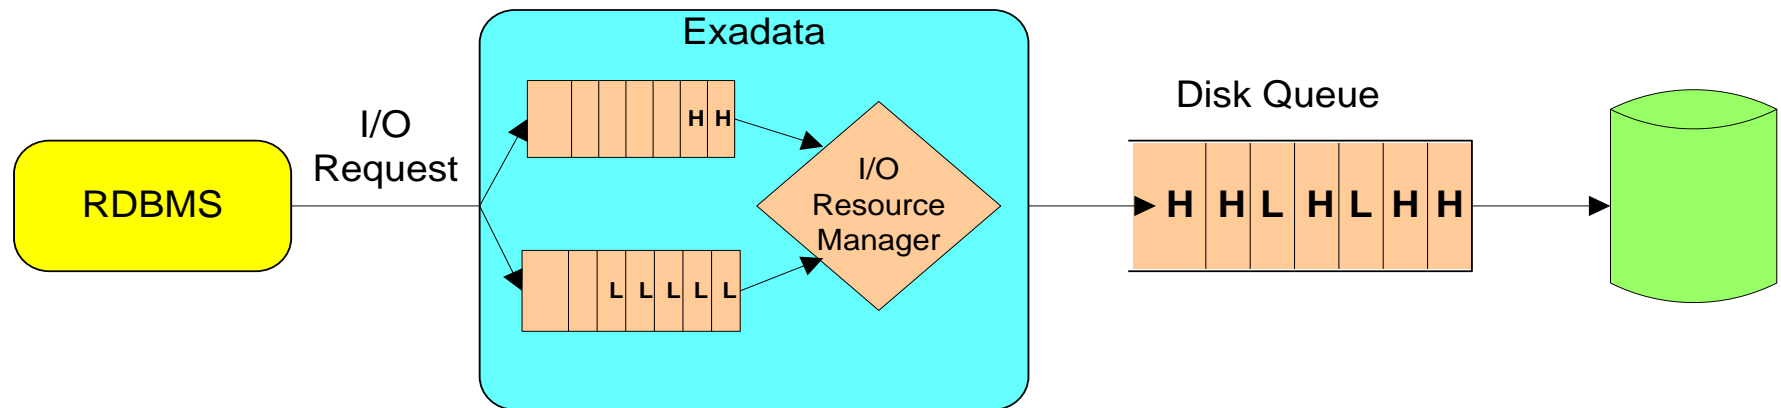 Exadata
H H
I/O
Request
RDBMS
I/O
Resource
Manager
L L L L L
Disk Queue
H H L H L H H